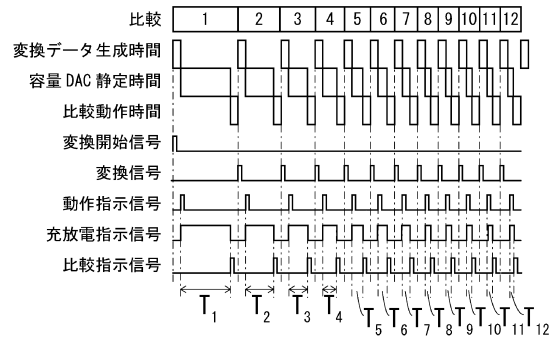 比較 1 2 3 4 5 6 7 8 9 10 11 12
変換データ生成時間
容量DAC静定時間
比較動作時間
変換開始信号
変換信号
動作指示信号
充放電指示信号
比較指示信号
T1 T2 T3 T4 T5 T6 T7 T8 T9 T10 T11 T12